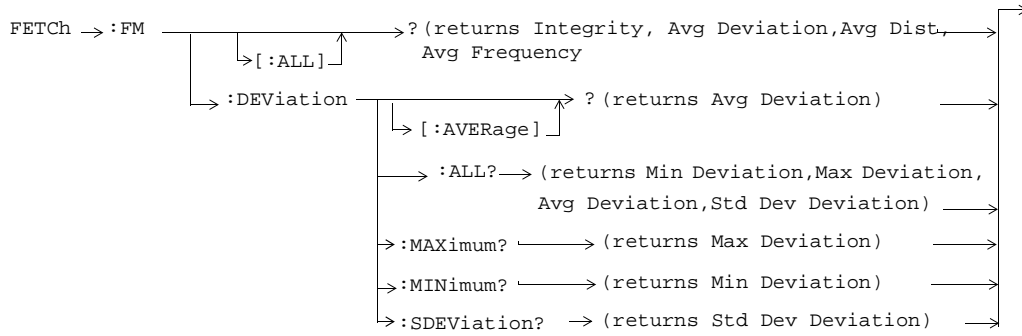 FETCh :FM ?(returns Integrity, Avg Deviation,Avg Dist,
[:ALL] Avg Frequency
:DEViation ?(returns Avg Deviation)
[:AVERage]
:ALL? (returns Min Deviation,Max Deviation,
Avg Deviation,Std Dev Deviation)
:MAXimum? (returns Max Deviation)
:MINimum? (returns Min Deviation)
:SDEViation? (returns Std Dev Deviation)